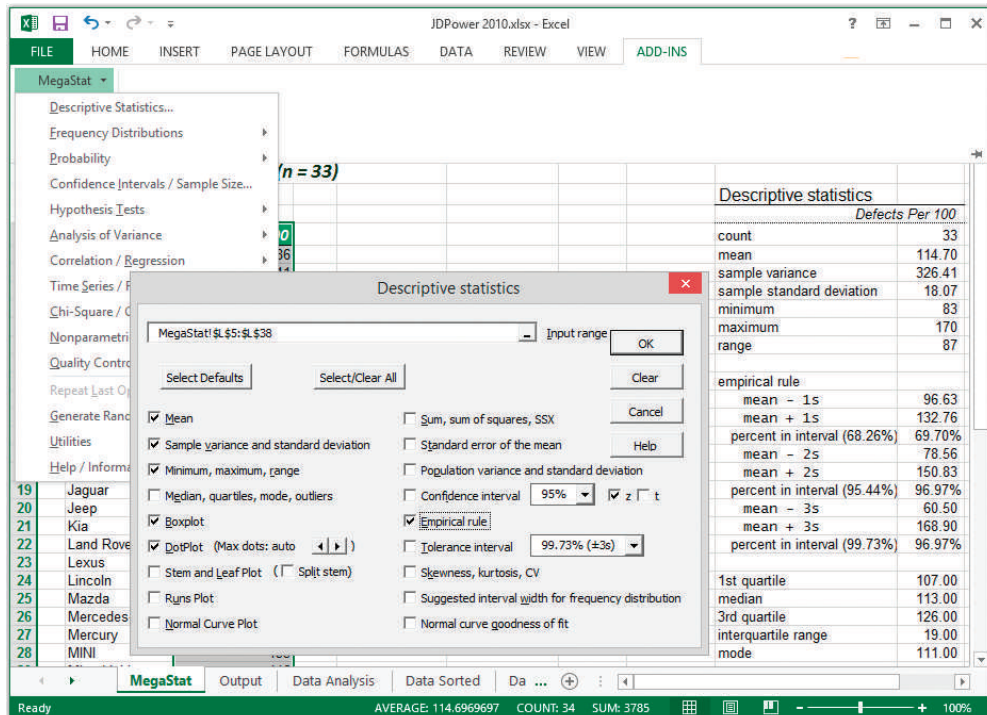 JDPower 2010.xlsx - Excel
FILE HOME INSERT PAGE LAYOUT FORMULAS DATA REVIEW VIEW ADD-INS
MegaStat
Descriptive Statistics...
Frequency Distributions
Probability
Confidence Intervals / Sample Size...
Hypothesis Tests
Analysis of Variance
Correlation / Regression
Time Series /
Chi-Square /
Nonparametri
Quality Contro
Repeat Last
Generate Ranc
Utilities
Help / Informa
(n = 33)
0
36
Descriptive statistics
MegaStat!$L$5:$L$38
Input range
OK
Select Defaults
Select/Clear All
Clear
Cancel
Help
Mean
Sample variance and standard deviation
Minimum, maximum, range
Median, quartiles, mode, outliers
Boxplot
DotPlot (Max dots: auto )
Stem and Leaf Plot ( Split stem)
Runs Plot
Normal Curve Plot
Sum, sum of squares, SSX
Standard error of the mean
Population variance and standard deviation
Confidence interval 95% z t
Empirical rule
Tolerance interval 99.73% (±3s)
Skewness, kurtosis, CV
Suggested interval width for frequency distribution
Normal curve goodness of fit
19 Jaguar
20 Jeep
21 Kia
22 Land Rove
23 Lexus
24 Lincoln
25 Mazda
26 Mercedes
27 Mercury
28 MINI
Descriptive statistics
Defects Per 100
count 33
mean 114.70
sample variance 326.41
sample standard deviation 18.07
minimum 83
maximum 170
range 87
empirical rule
mean - 1s 96.63
mean + 1s 132.76
percent in interval (68.26%) 69.70%
mean - 2s 78.56
mean + 2s 150.83
percent in interval (95.44%) 96.97%
mean - 3s 60.50
mean + 3s 168.90
percent in interval (99.73%) 96.97%
1st quartile 107.00
median 113.00
3rd quartile 126.00
interquartile range 19.00
mode 111.00
MegaStat Output Data Analysis Data Sorted Da ...
Ready AVERAGE: 114.6969697 COUNT: 34 SUM: 3785 100%